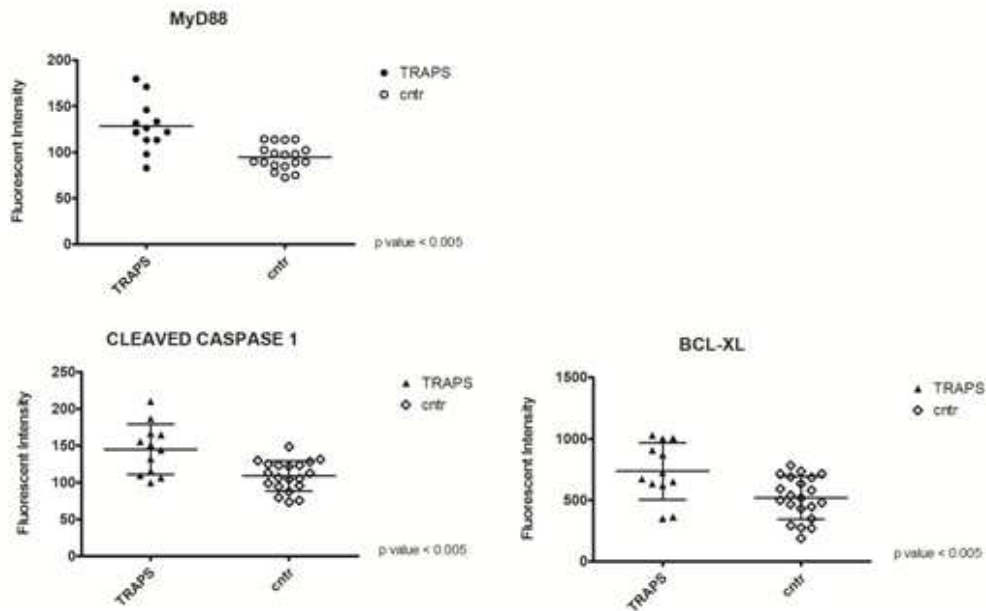 MyD88
Fluorescent Intensity
200
150
100
50
0
TRAPS
cntr
TRAPS
cntr
p value < 0.005
CLEAVED CASPASE 1
Fluorescent Intensity
250
200
150
100
50
0
TRAPS
cntr
TRAPS
cntr
p value < 0.005
BCL-XL
Fluorescent Intensity
1500
1000
500
0
TRAPS
cntr
TRAPS
cntr
p value < 0.005